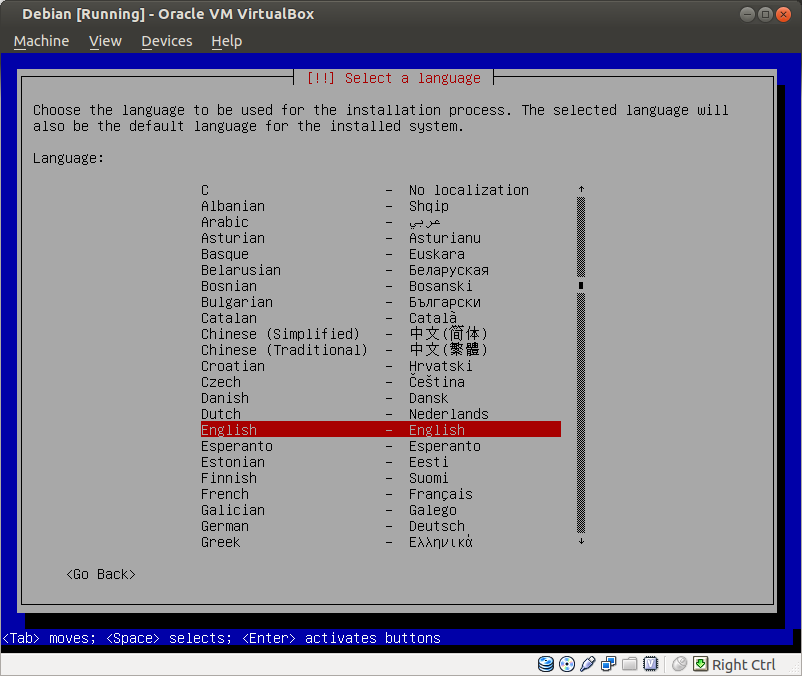 Debian [Running] - Oracle VM VirtualBox
Machine View Devices Help
[!!] Select a language
Choose the language to be used for the installation process. The selected language will
also be the default language for the installed system.
Language:
C - No localization
Albanian - Shqip
Arabic - عربي
Asturian - Asturianu
Basque - Euskara
Belarusian - Беларуская
Bosnian - Bosanski
Bulgarian - Български
Catalan - Català
Chinese (Simplified) - 中文(简体)
Chinese (Traditional) - 中文(繁體)
Croatian - Hrvatski
Czech - Čeština
Danish - Dansk
Dutch - Nederlands
English - English
Esperanto - Esperanto
Estonian - Eesti
Finnish - Suomi
French - Français
Galician - Galego
German - Deutsch
Greek - Ελληνικά
<Go Back>
<Tab> moves; <Space> selects; <Enter> activates buttons
Right Ctrl